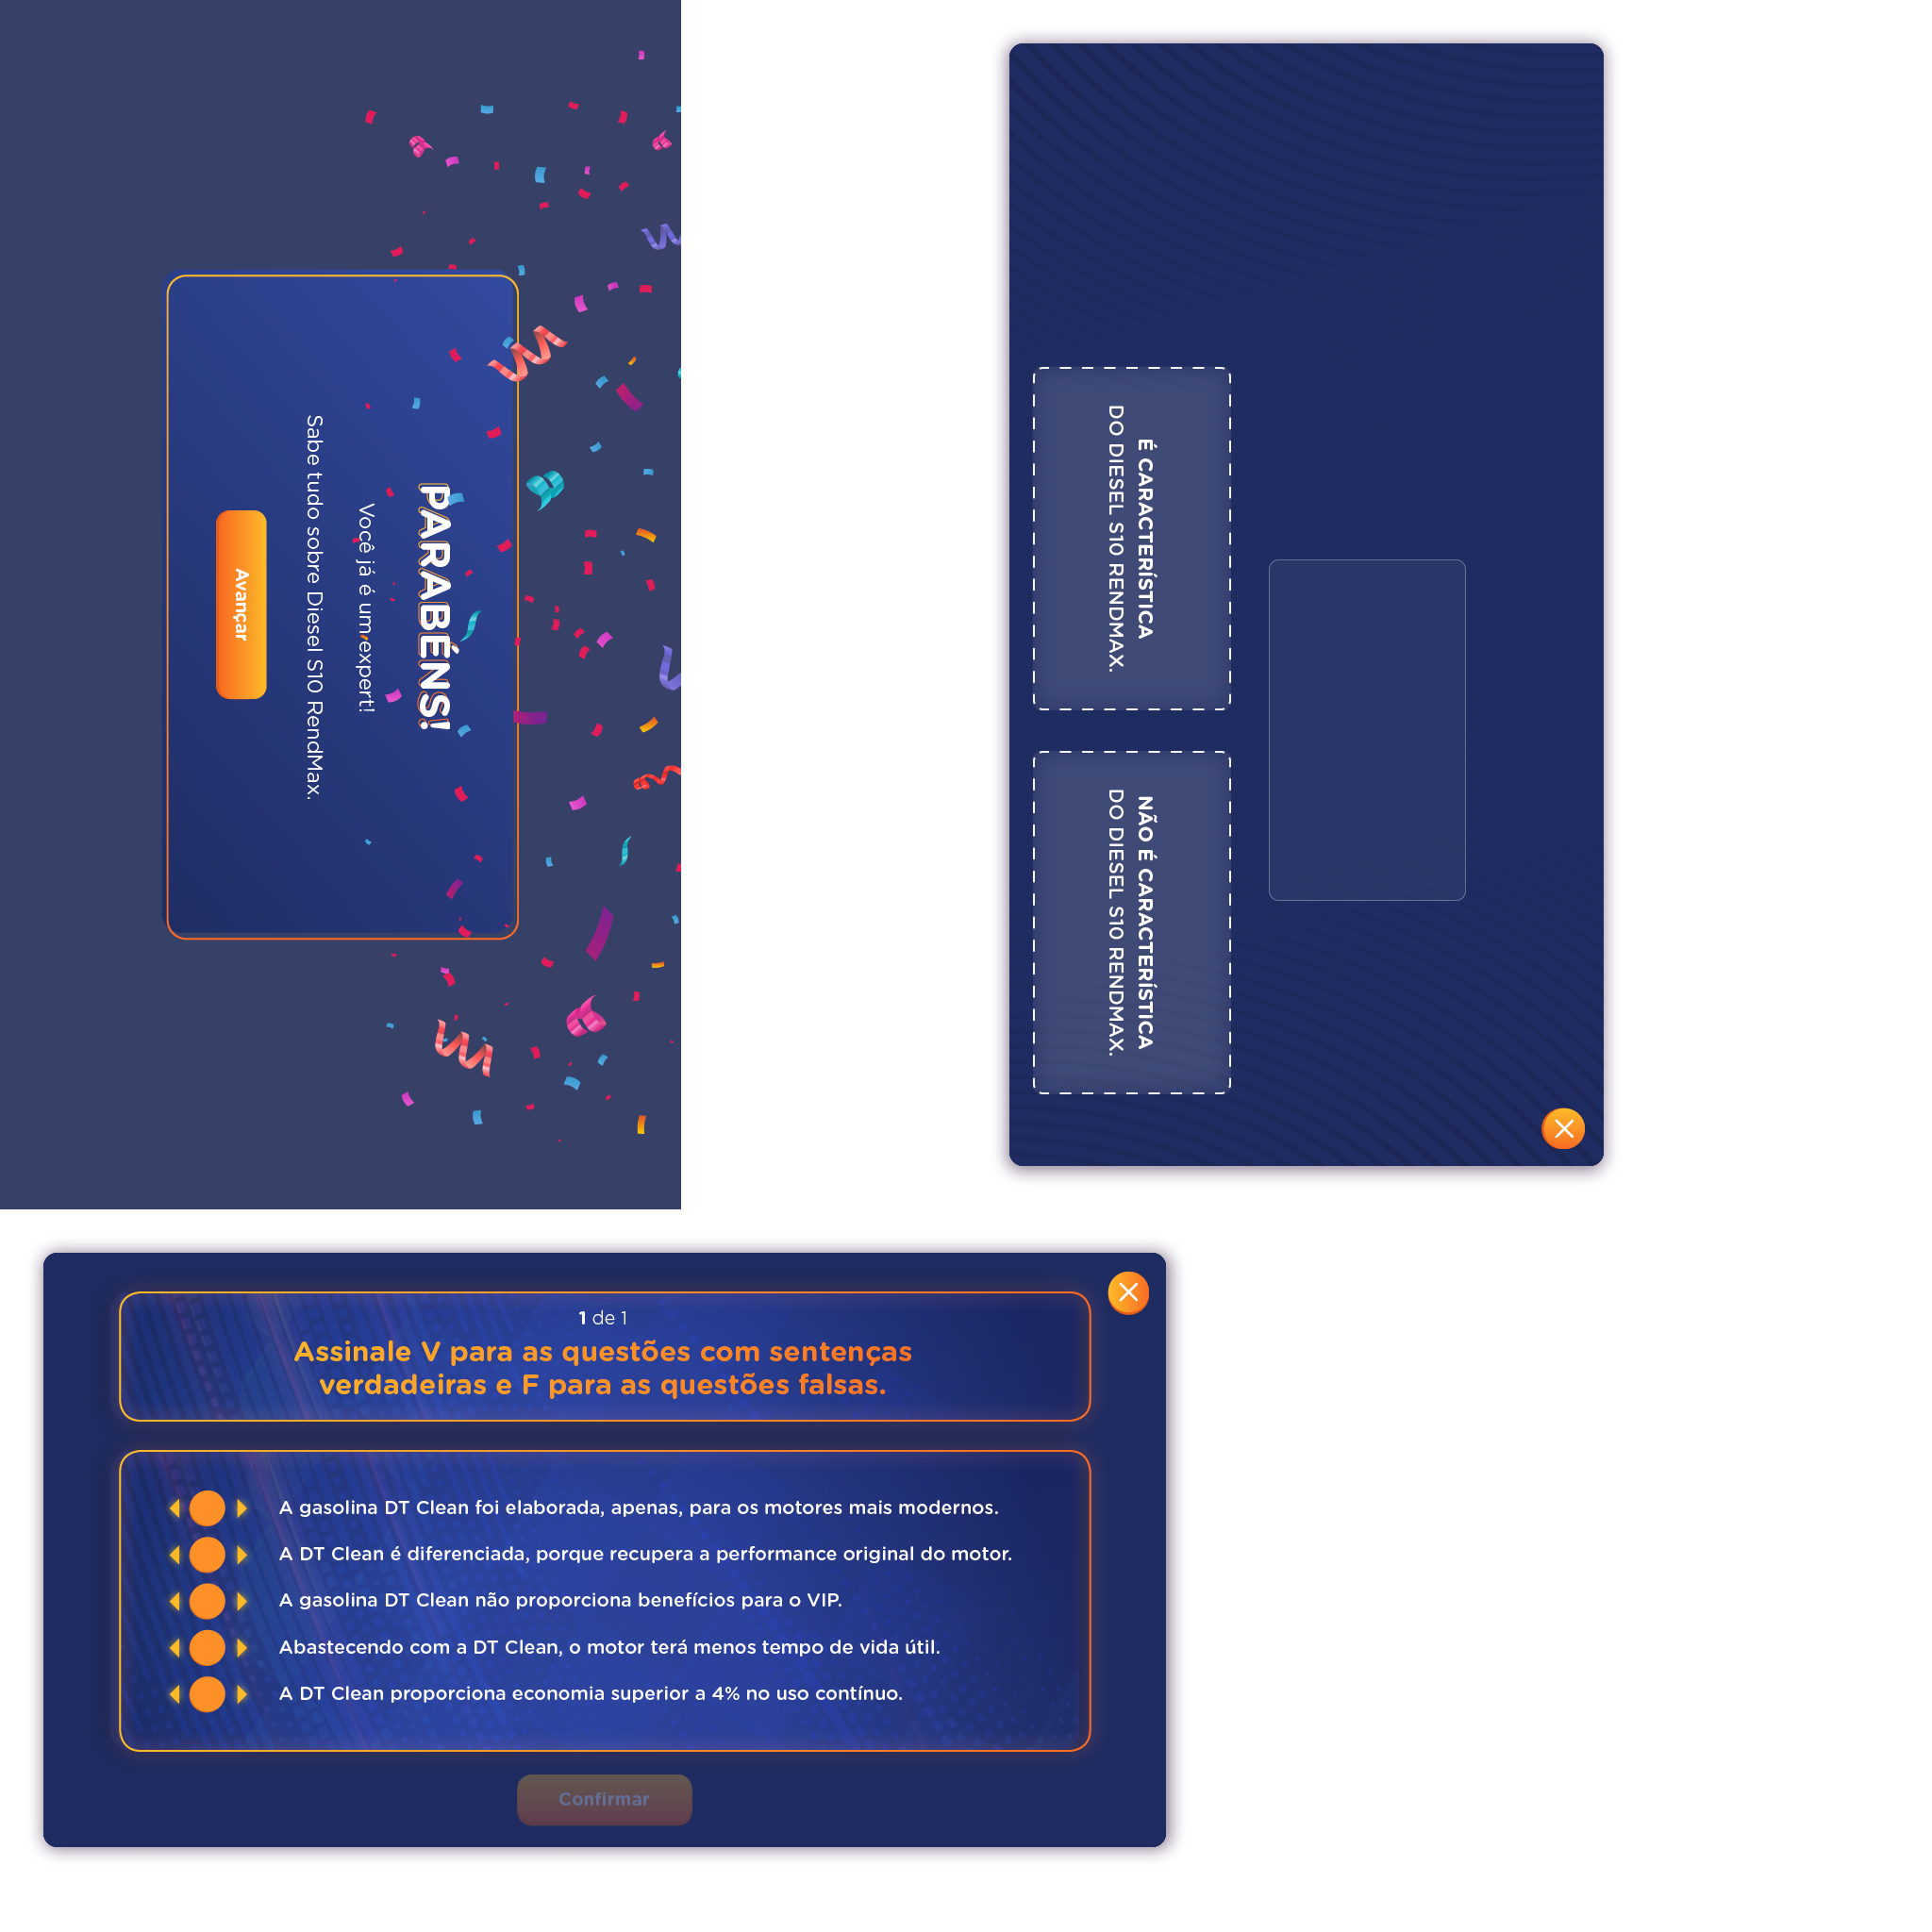 PARABÉNS!
Você já é um expert!
Sabe tudo sobre Diesel S10 RendMax.
Avançar
É CARACTERÍSTICA
DO DIESEL S10 RENDMAX.
NÃO É CARACTERÍSTICA
DO DIESEL S10 RENDMAX.
1 de 1
Assinale V para as questões com sentenças
verdadeiras e F para as questões falsas.
A gasolina DT Clean foi elaborada, apenas, para os motores mais modernos.
A DT Clean é diferenciada, porque recupera a performance original do motor.
A gasolina DT Clean não proporciona benefícios para o VIP.
Abastecendo com a DT Clean, o motor terá menos tempo de vida útil.
A DT Clean proporciona economia superior a 4% no uso contínuo.
Confirmar